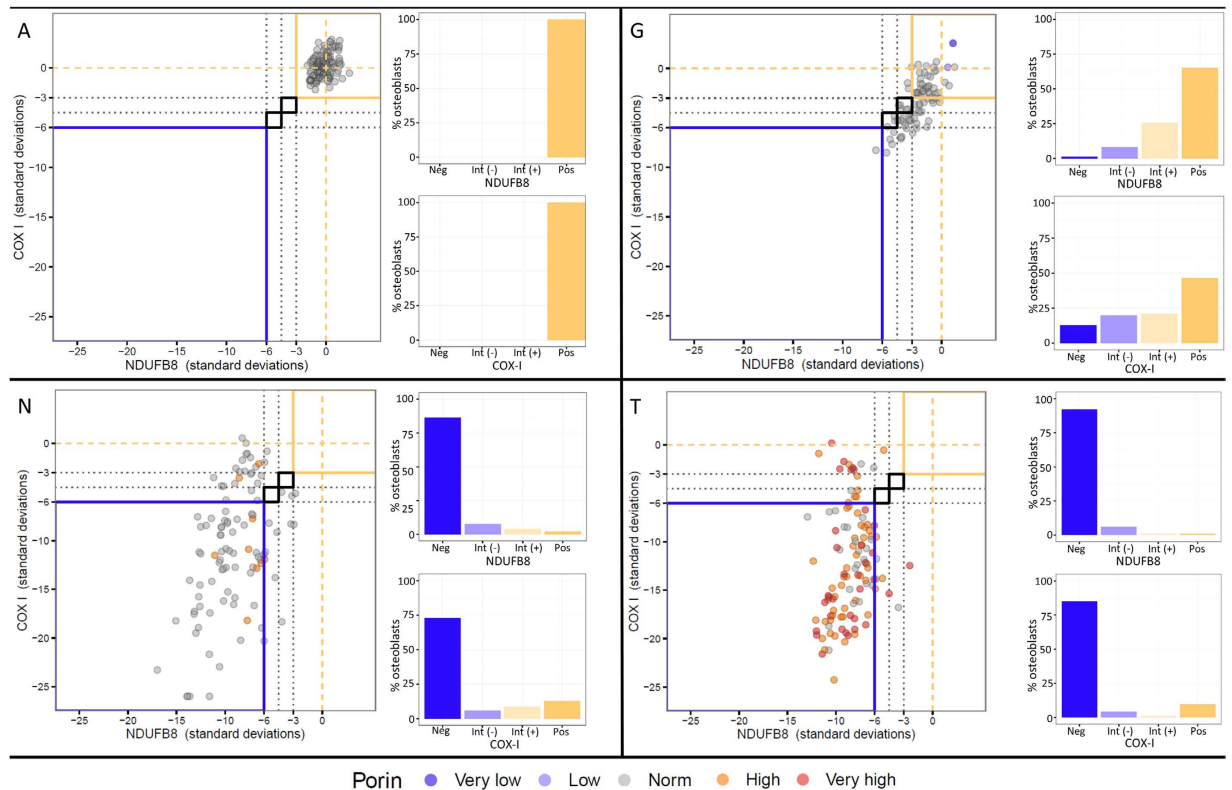 A
COX I (standard deviations)
0
−3
−6
−10
−15
−20
−25
−25
−20
−15
−10
−6
−3
0
NDUFB8 (standard deviations)
% osteoblasts
100
75
50
25
0
Neg
Int (-)
Int (+)
Pos
NDUFB8
% osteoblasts
100
75
50
25
0
Neg
Int (-)
Int (+)
Pos
COX-I
G
COX I (standard deviations)
0
−3
−6
−10
−15
−20
−25
−25
−20
−15
−10
−6
−3
0
NDUFB8 (standard deviations)
% osteoblasts
100
75
50
25
0
Neg
Int (-)
Int (+)
Pos
NDUFB8
% osteoblasts
100
75
50
25
0
Neg
Int (-)
Int (+)
Pos
COX-I
N
COX I (standard deviations)
0
−3
−6
−10
−15
−20
−25
−25
−20
−15
−10
−6
−3
0
NDUFB8 (standard deviations)
% osteoblasts
100
75
50
25
0
Neg
Int (-)
Int (+)
Pos
NDUFB8
% osteoblasts
100
75
50
25
0
Neg
Int (-)
Int (+)
Pos
COX-I
T
COX I (standard deviations)
0
−3
−6
−10
−15
−20
−25
−25
−20
−15
−10
−6
−3
0
NDUFB8 (standard deviations)
% osteoblasts
100
75
50
25
0
Neg
Int (-)
Int (+)
Pos
NDUFB8
% osteoblasts
100
75
50
25
0
Neg
Int (-)
Int (+)
Pos
COX-I
Porin Very low Low Norm High Very high